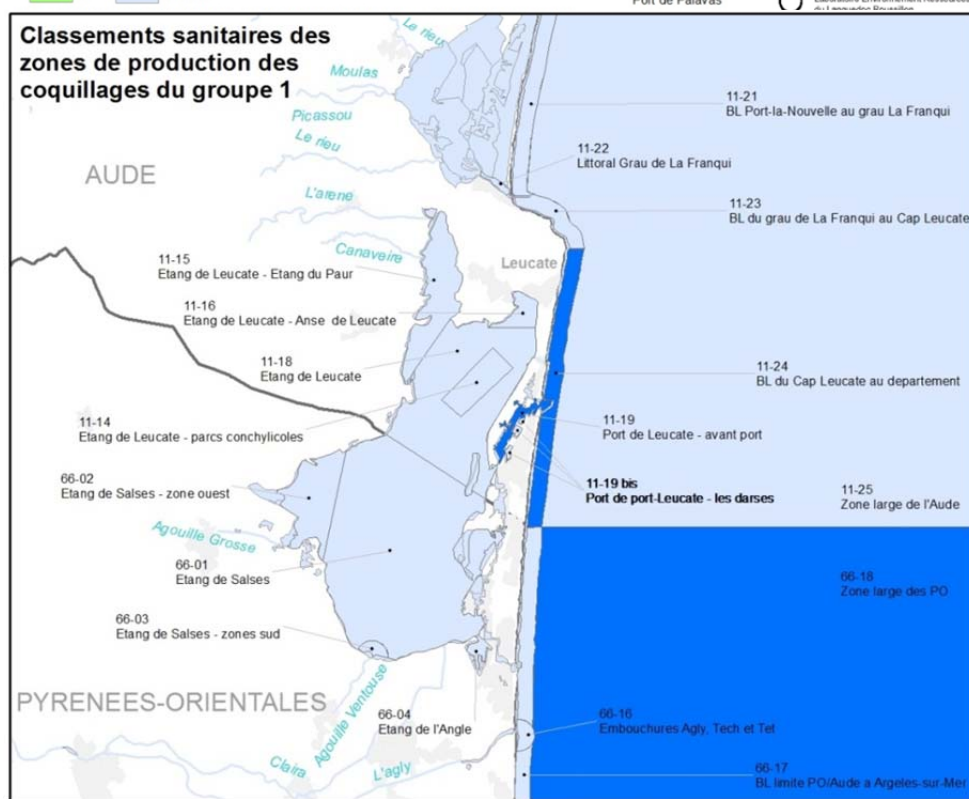 Port de Palavas
Laboratoire Environnement Ressources
du Languedoc Roussillon
Classements sanitaires des
zones de production des
coquillages du groupe 1
Le rieu
Moulas
Picassou
Le rieu
AUDE
L'arene
Canaveire
11-21
BL Port-la-Nouvelle au grau La Franqui
11-22
Littoral Grau de La Franqui
11-23
BL du grau de La Franqui au Cap Leucate
Leucate
11-15
Etang de Leucate - Etang du Paur
11-16
Etang de Leucate - Anse de Leucate
11-18
Etang de Leucate
11-24
BL du Cap Leucate au departement
11-14
Etang de Leucate - parcs conchylicoles
11-19
Port de Leucate - avant port
66-02
Etang de Salses - zone ouest
11-19 bis
Port de port-Leucate - les darses
11-25
Zone large de l'Aude
Agouille Grosse
66-01
Etang de Salses
66-18
Zone large des PO
66-03
Etang de Salses - zones sud
PYRENEES-ORIENTALES
Agouille Ventouse
66-04
Etang de l'Angle
66-16
Embouchures Agly, Tech et Tet
Claira
L'agly
66-17
BL limite PO/Aude a Argeles-sur-Mer